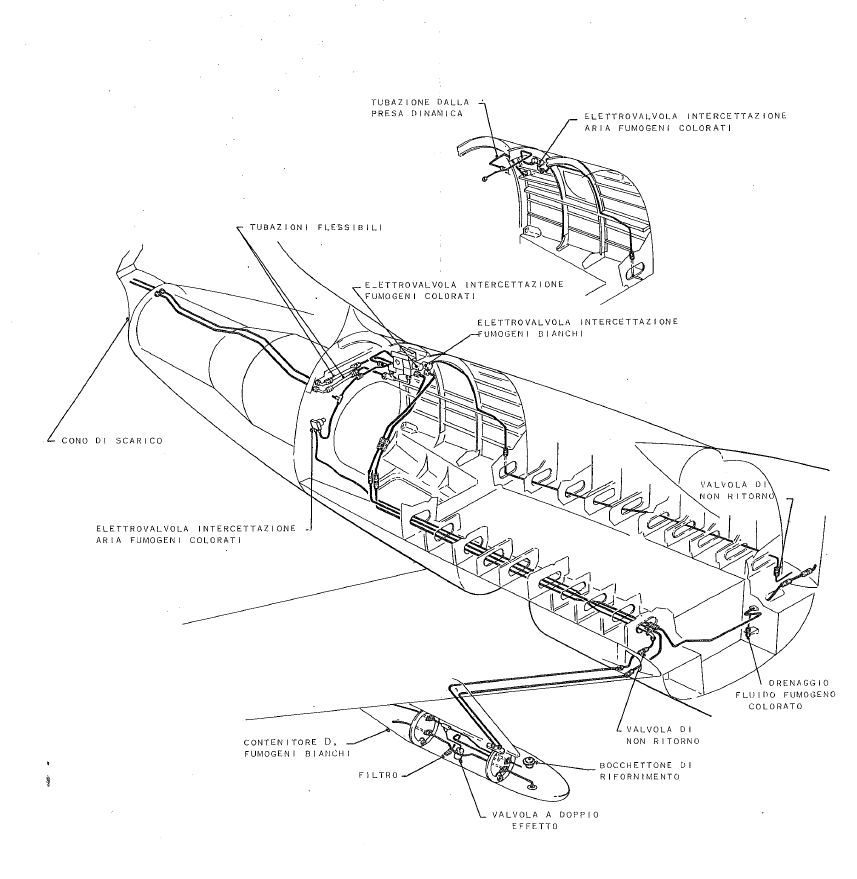 TUBAZIONE DALLA
PRESA DINAMICA
ELETTROVALVOLA INTERCETTAZIONE
ARIA FUMOGENI COLORATI
TUBAZIONI FLESSIBILI
ELETTROVALVOLA INTERCETTAZIONE
FUMOGENI COLORATI
ELETTROVALVOLA INTERCETTAZIONE
FUMOGENI BIANCHI
CONO DI SCARICO
VALVOLA DI
NON RITORNO
ELETTROVALVOLA INTERCETTAZIONE
ARIA FUMOGENI COLORATI
DRENAGGIO
FLUIDO FUMOGENO
COLORATO
VALVOLA DI
NON RITORNO
CONTENITORE D.
FUMOGENI BIANCHI
FILTRO
BOCCHETTONE DI
RIFORNIMENTO
VALVOLA A DOPPIO
EFFETTO